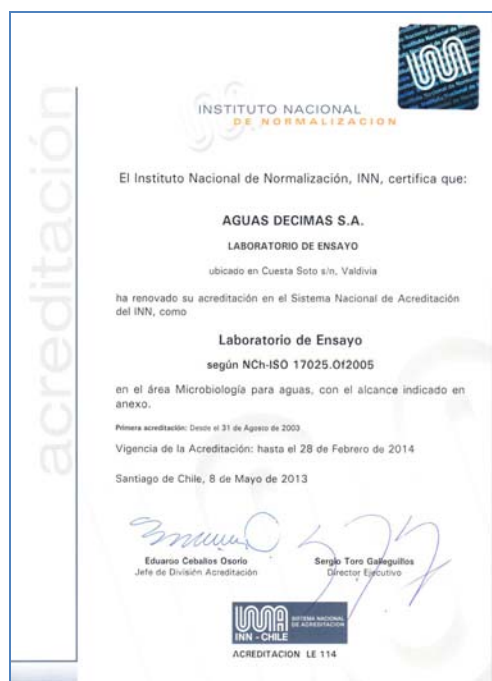 acreditación
INSTITUTO NACIONAL
DE NORMALIZACION
El Instituto Nacional de Normalización, INN, certifica que:
AGUAS DECIMAS S.A.
LABORATORIO DE ENSAYO
ubicado en Cuesta Soto s/n, Valdivia
ha renovado su acreditación en el Sistema Nacional de Acreditación
del INN, como
Laboratorio de Ensayo
según NCh-ISO 17025.Of2005
en el área Microbiología para aguas, con el alcance indicado en
anexo.
Primera acreditación: Desde el 31 de Agosto de 2003
Vigencia de la Acreditación: hasta el 28 de Febrero de 2014
Santiago de Chile, 8 de Mayo de 2013
Eduardo Ceballos Osorio
Jefe de División Acreditación
Sergio Toro Galleguillos
Director Ejecutivo
INN - CHILE
SISTEMA NACIONAL
DE ACREDITACION
ACREDITACION LE 114